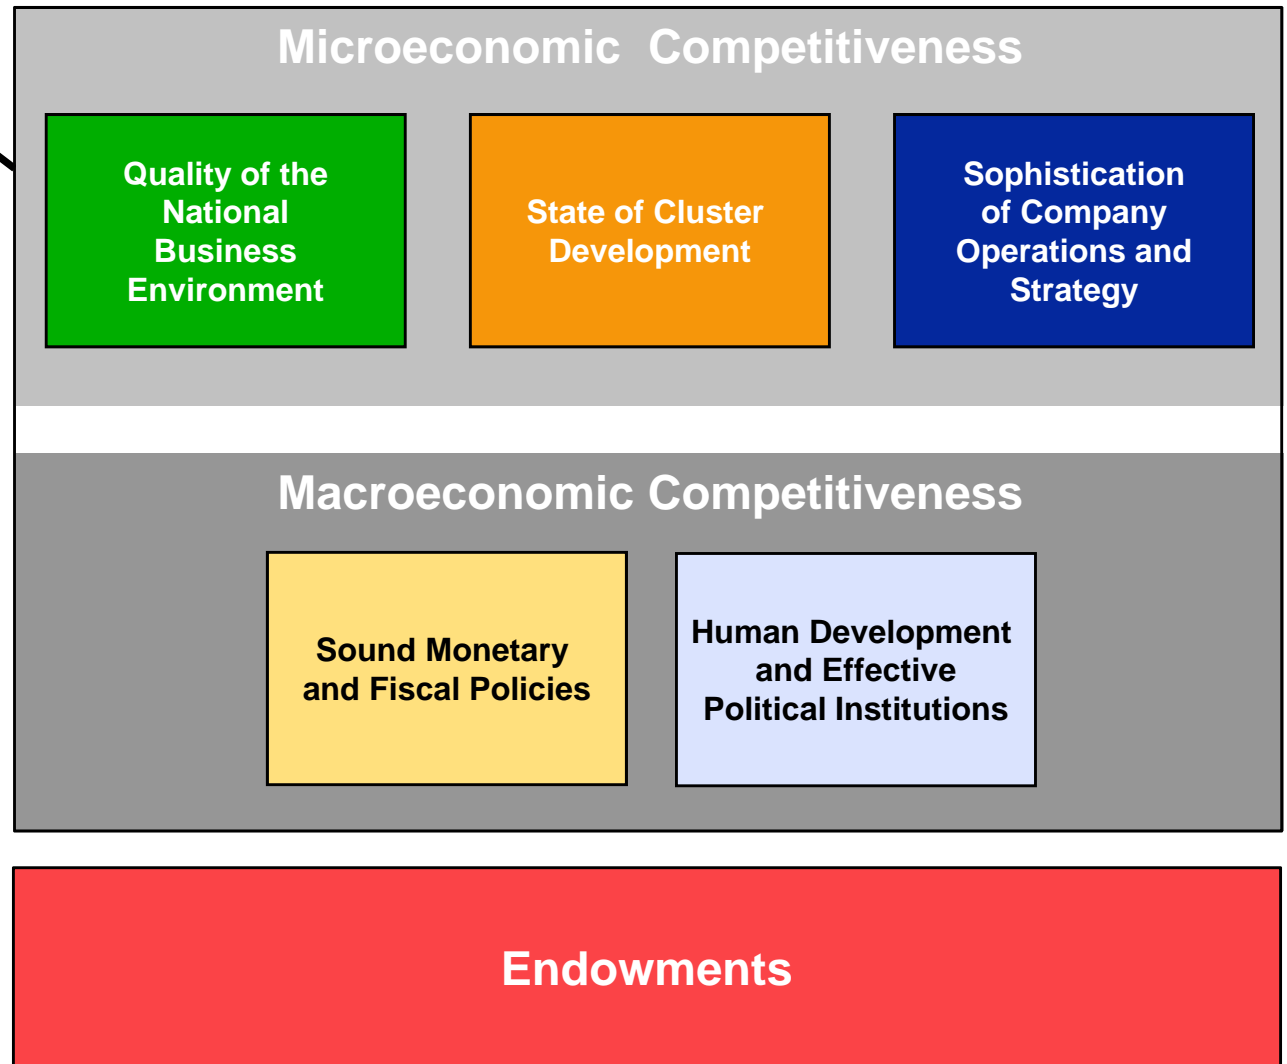 Microeconomic Competitiveness
Quality of the
National
Business
Environment
State of Cluster
Development
Sophistication
of Company
Operations and
Strategy
Macroeconomic Competitiveness
Sound Monetary
and Fiscal Policies
Human Development
and Effective
Political Institutions
Endowments